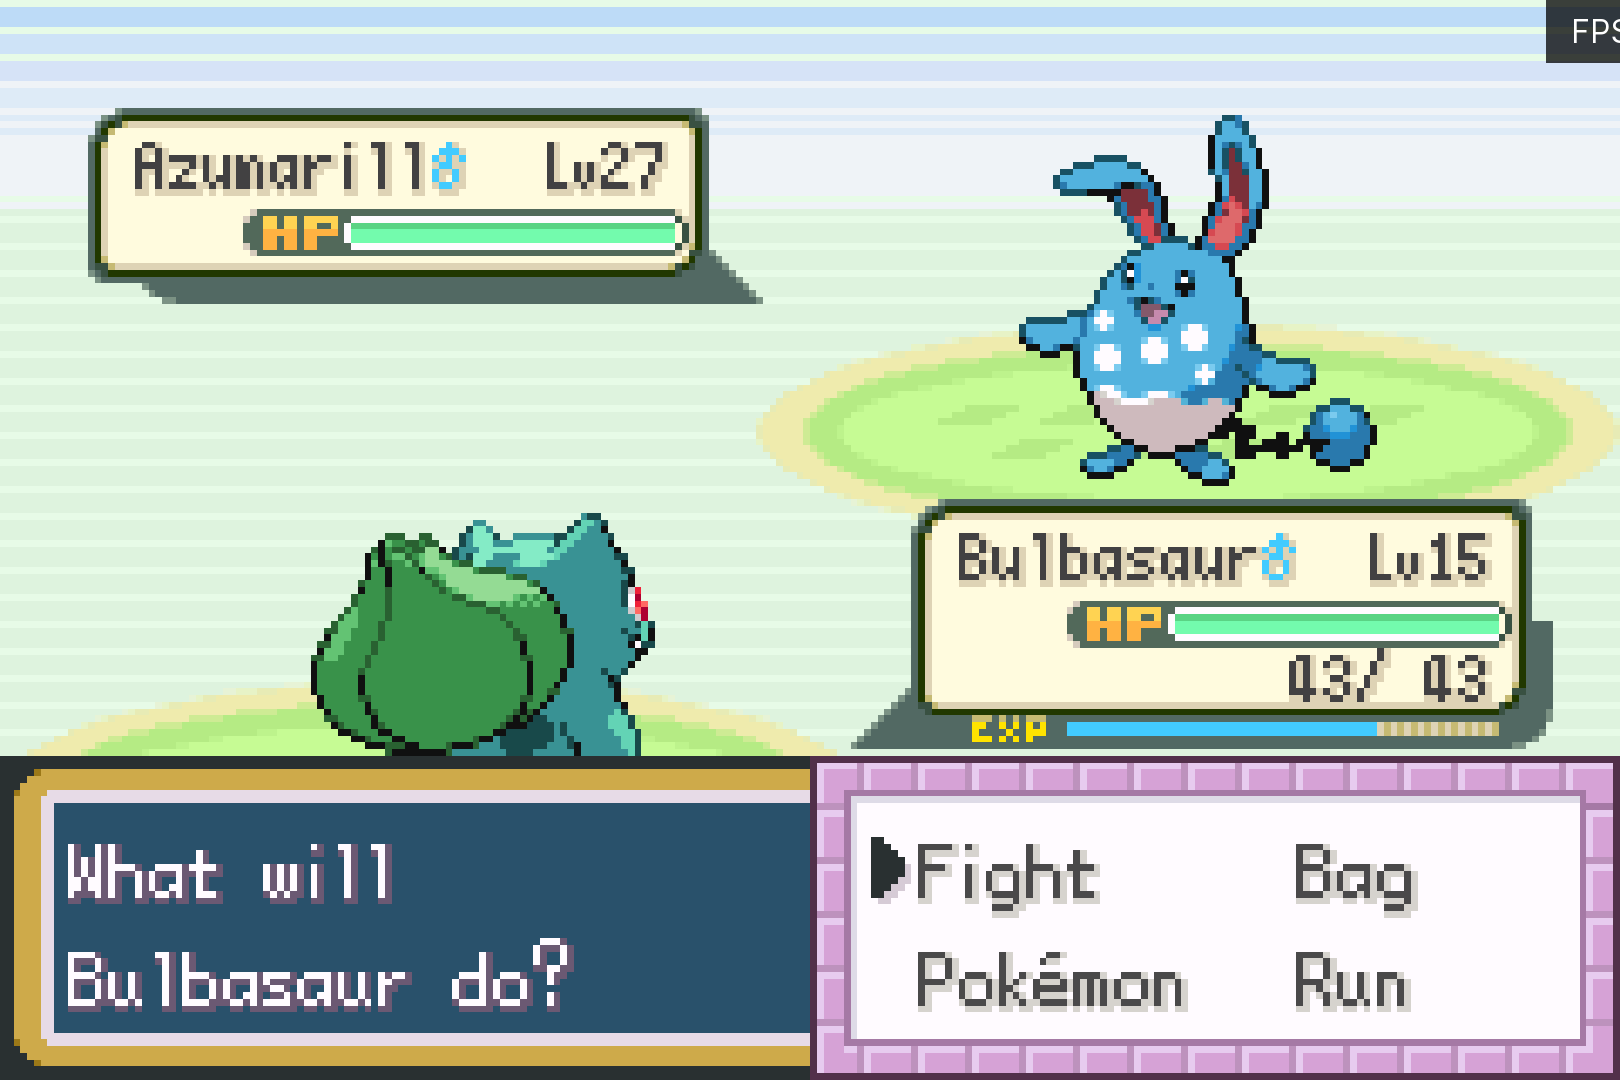 FPS
Azumarill♂ Lv27
HP
Bulbasaur♂ Lv15
HP
43/ 43
EXP
What will
Bulbasaur do?
Fight Bag
Pokémon Run